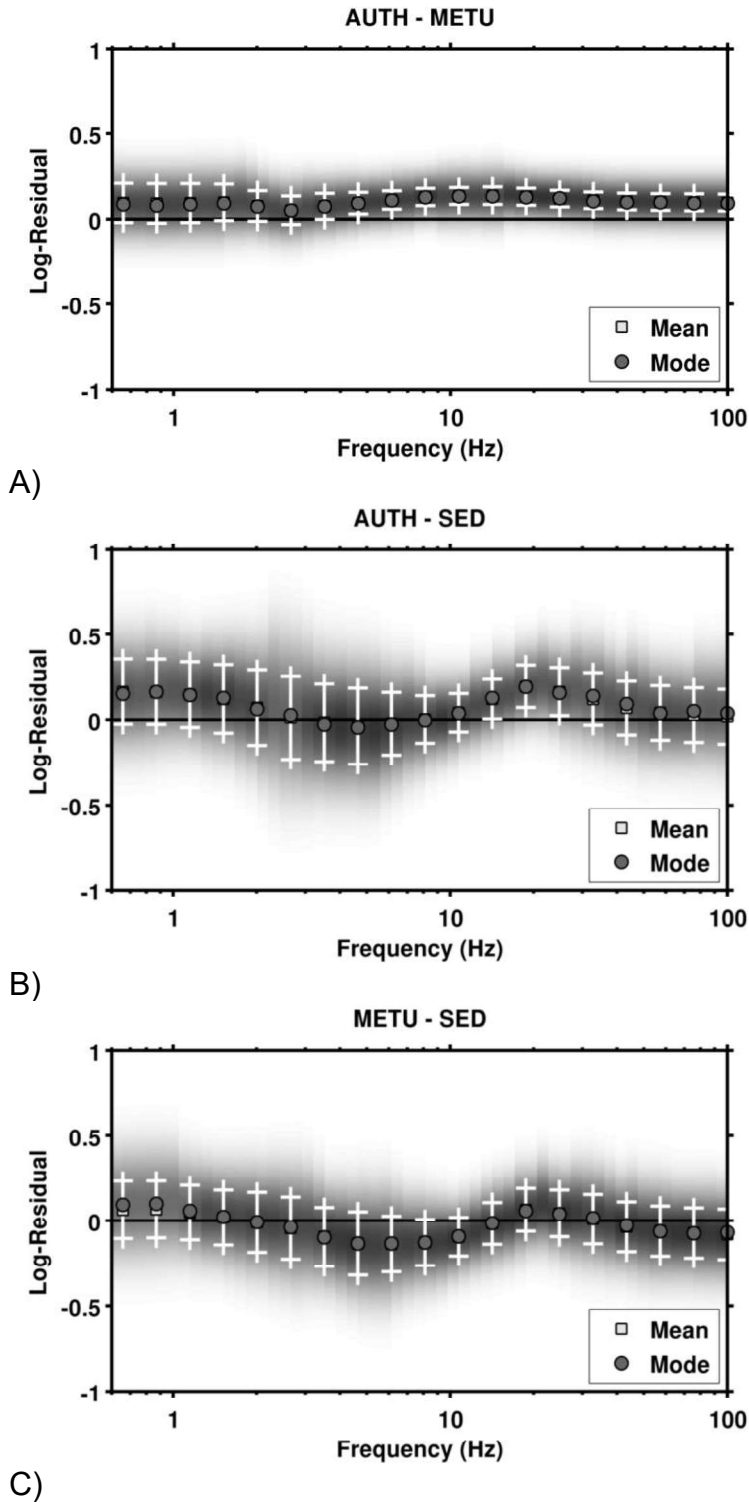 AUTH - METU
1
0.5
0
-0.5
-1
Log-Residual
Mean
Mode
1 10 100
Frequency (Hz)
A)
AUTH - SED
1
0.5
0
-0.5
-1
Log-Residual
Mean
Mode
1 10 100
Frequency (Hz)
B)
METU - SED
1
0.5
0
-0.5
-1
Log-Residual
Mean
Mode
1 10 100
Frequency (Hz)
C)